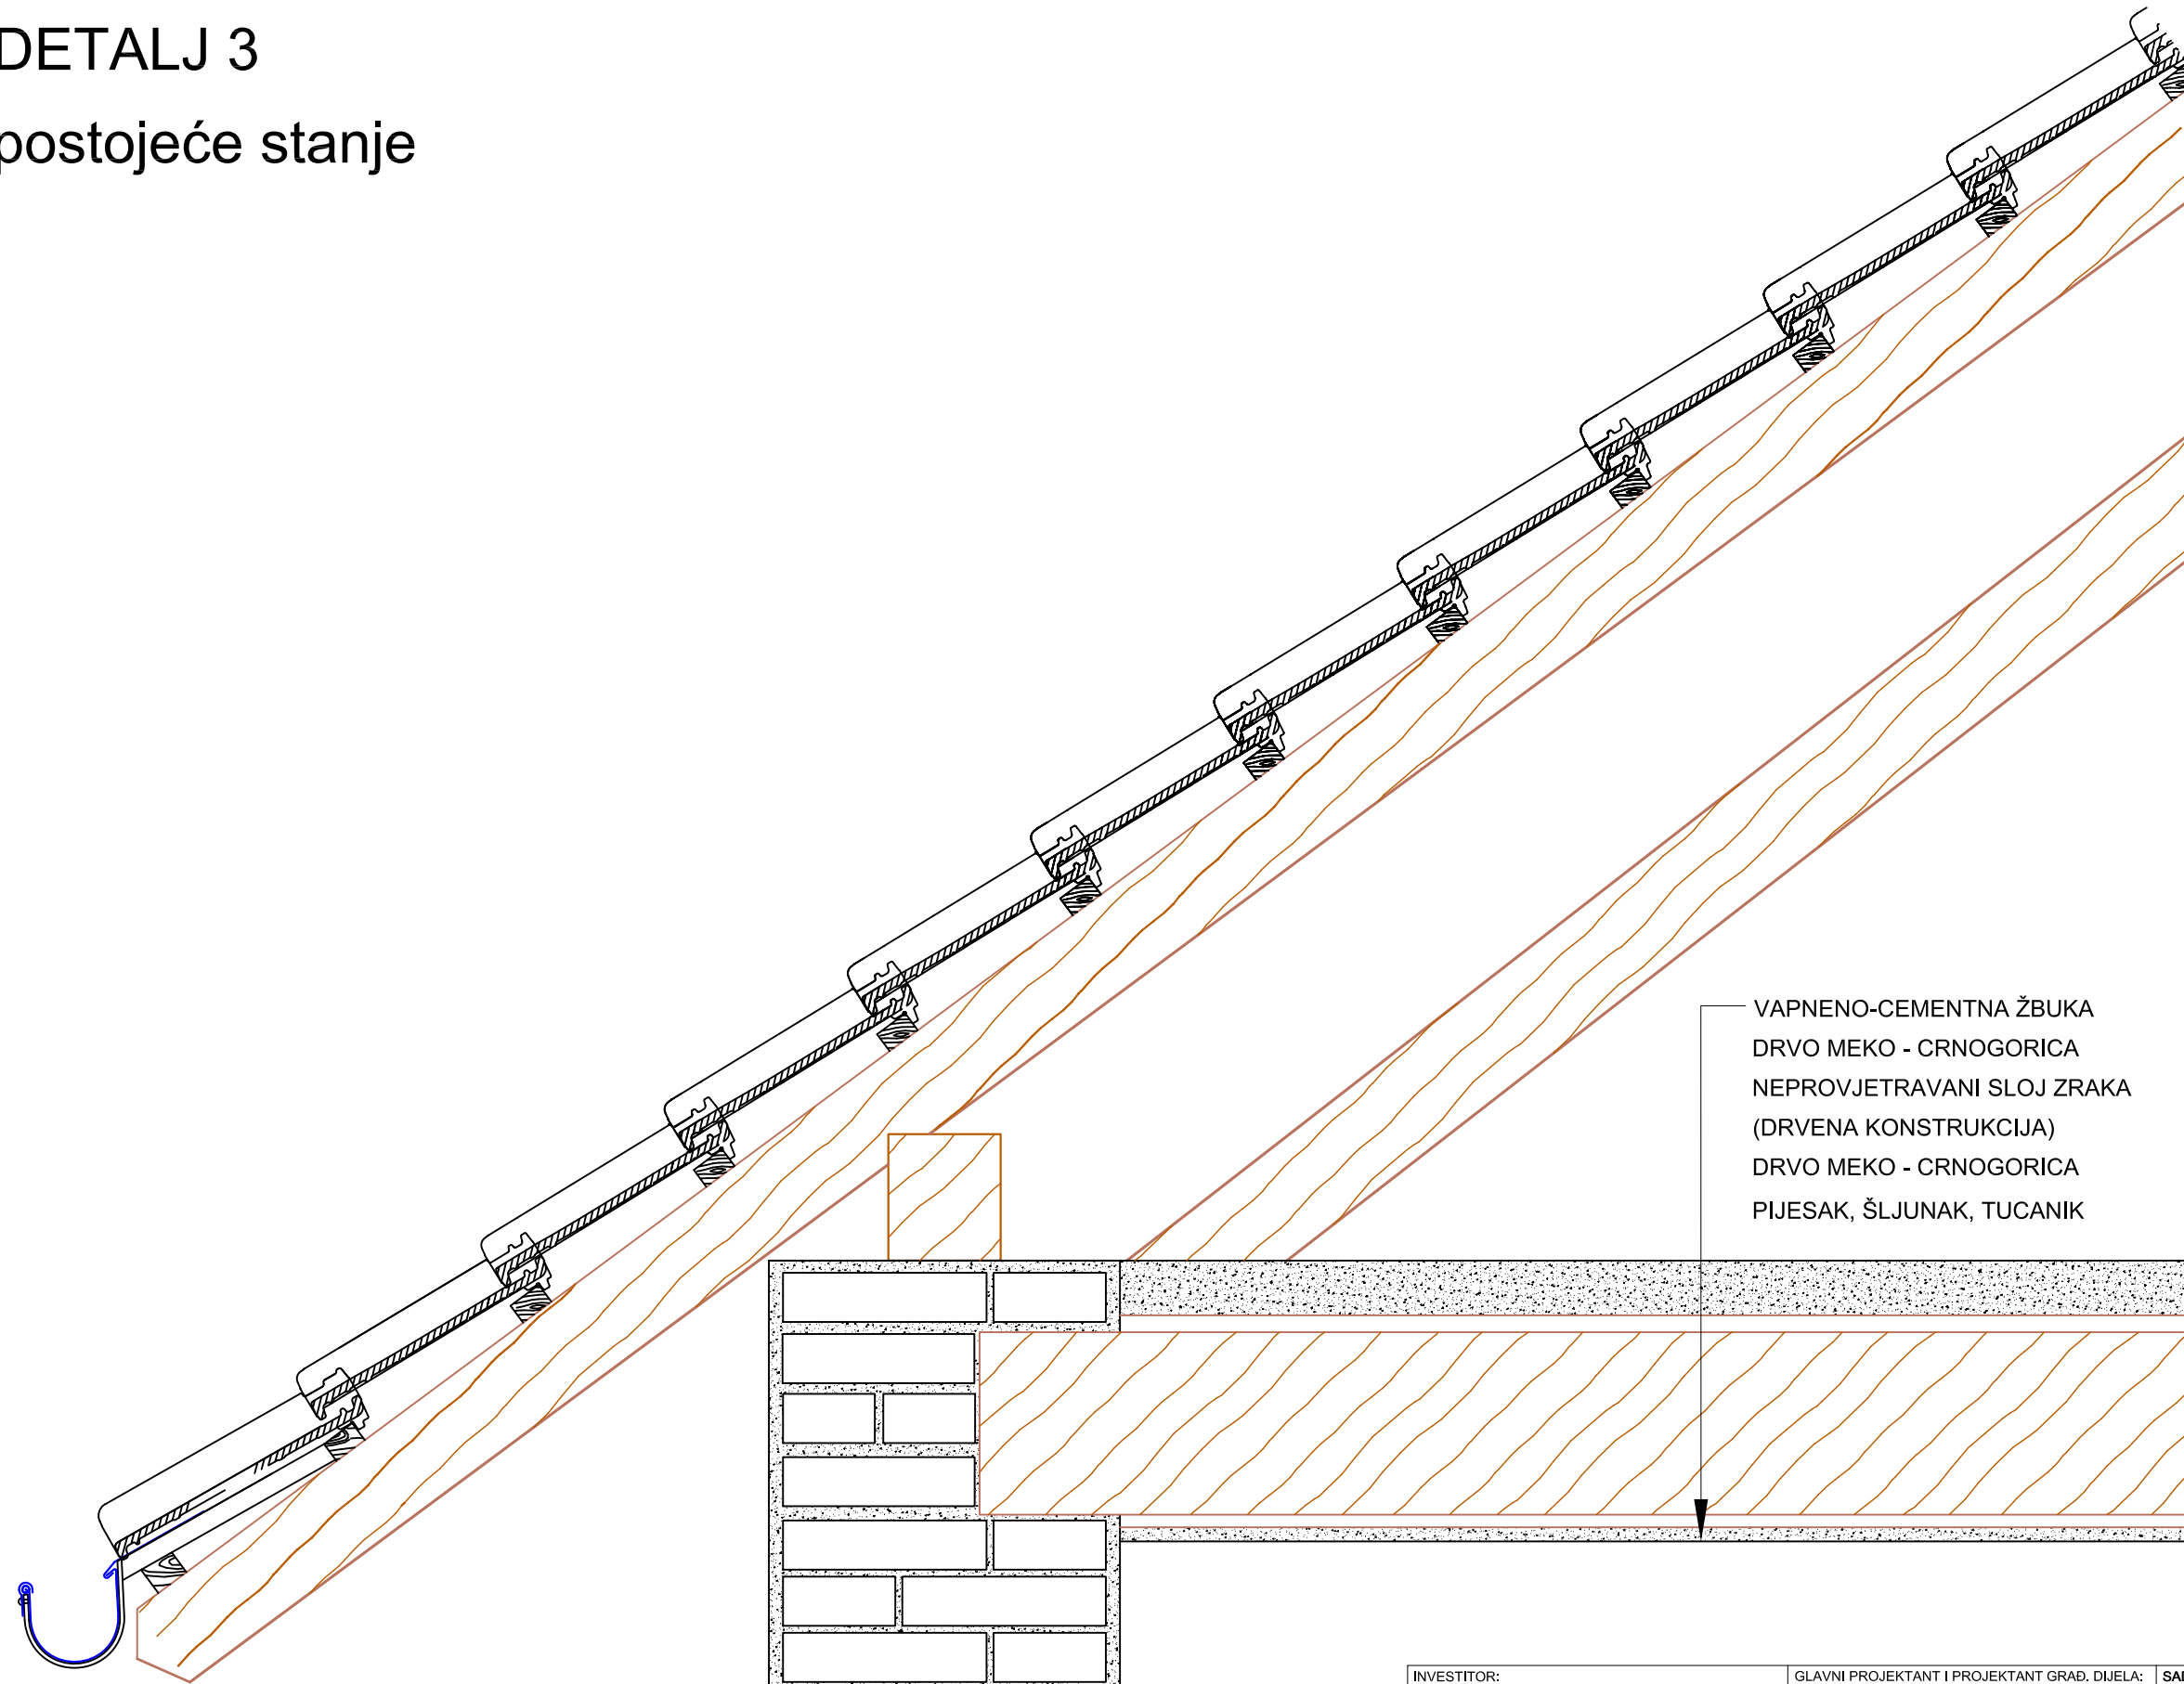 DETALJ 3
postojeće stanje
VAPNENO-CEMENTNA ŽBUKA
DRVO MEKO - CRNOGORICA
NEPROVJETRAVANI SLOJ ZRAKA
(DRVENA KONSTRUKCIJA)
DRVO MEKO - CRNOGORICA
PIJESAK, ŠLJUNAK, TUCANIK
INVESTITOR:
GLAVNI PROJEKTANT I PROJEKTANT GRAĐ. DIJELA: